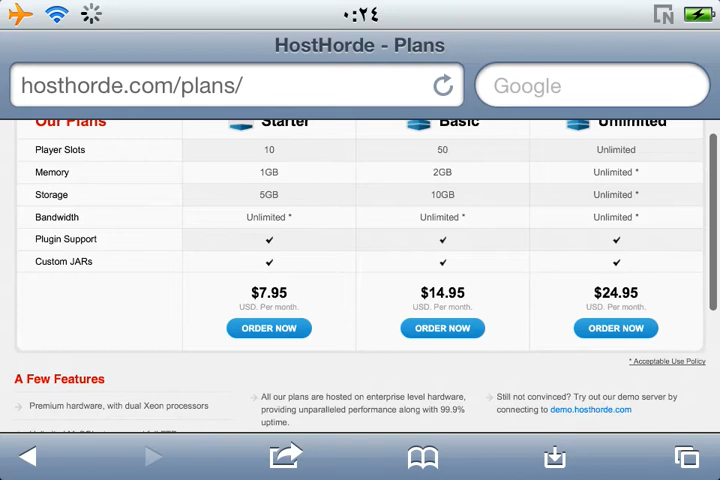 ٠:٢٤
HostHorde - Plans
hosthorde.com/plans/
Google
Our Plans Starter Basic Unlimited
Player Slots 10 50 Unlimited
Memory 1GB 2GB Unlimited *
Storage 5GB 10GB Unlimited *
Bandwidth Unlimited * Unlimited * Unlimited *
Plugin Support ✓ ✓ ✓
Custom JARs ✓ ✓ ✓
$7.95 $14.95 $24.95
USD. Per month. USD. Per month. USD. Per month.
ORDER NOW ORDER NOW ORDER NOW
* Acceptable Use Policy
A Few Features
Premium hardware, with dual Xeon processors
All our plans are hosted on enterprise level hardware,
providing unparalleled performance along with 99.9%
uptime.
Still not convinced? Try out our demo server by
connecting to demo.hosthorde.com